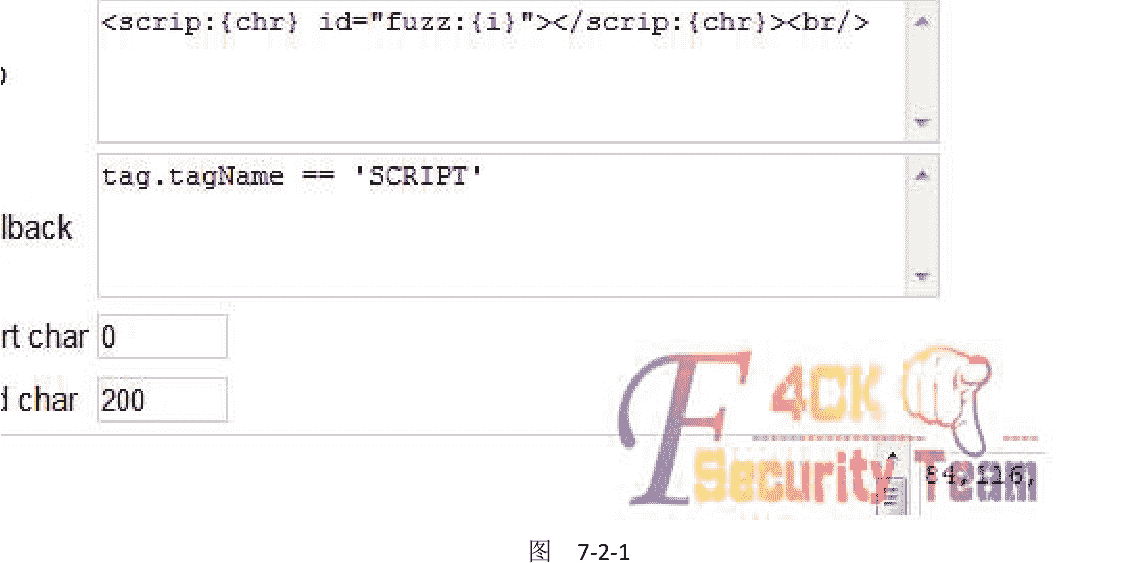 <scrip:{chr} id="fuzz:{i}"></scrip:{chr}><br/>
tag.tagName == 'SCRIPT'
lback
rt char 0
d char 200
F 4CK
Security Team
84,116,
图 7-2-1